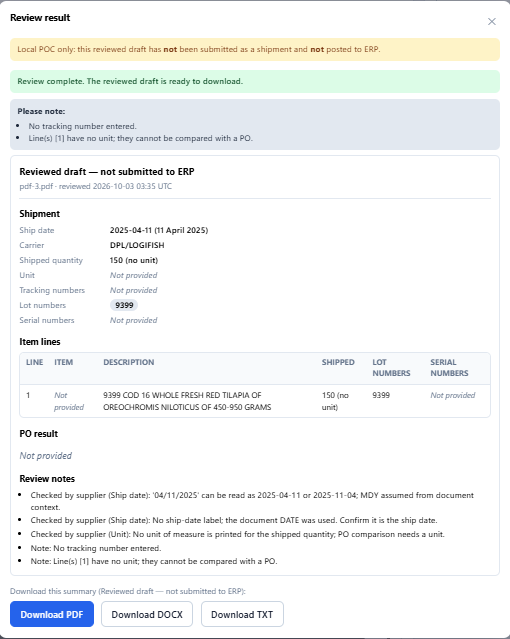 Review result
Local POC only: this reviewed draft has not been submitted as a shipment and not posted to ERP.
Review complete. The reviewed draft is ready to download.
Please note:
• No tracking number entered.
• Line(s) [1] have no unit; they cannot be compared with a PO.
Reviewed draft — not submitted to ERP
pdf-3.pdf · reviewed 2026-10-03 03:35 UTC
Shipment
Ship date 2025-04-11 (11 April 2025)
Carrier DPL/LOGIFISH
Shipped quantity 150 (no unit)
Unit Not provided
Tracking numbers Not provided
Lot numbers 9399
Serial numbers Not provided
Item lines
LINE ITEM DESCRIPTION SHIPPED LOT NUMBERS SERIAL NUMBERS
1 Not provided 9399 COD 16 WHOLE FRESH RED TILAPIA OF OREOCHROMIS NILOTICUS OF 450-950 GRAMS 150 (no unit) 9399 Not provided
PO result
Not provided
Review notes
• Checked by supplier (Ship date): '04/11/2025' can be read as 2025-04-11 or 2025-11-04; MDY assumed from document
context.
• Checked by supplier (Ship date): No ship-date label; the document DATE was used. Confirm it is the ship date.
• Checked by supplier (Unit): No unit of measure is printed for the shipped quantity; PO comparison needs a unit.
• Note: No tracking number entered.
• Note: Line(s) [1] have no unit; they cannot be compared with a PO.
Download this summary (Reviewed draft — not submitted to ERP):
Download PDF Download DOCX Download TXT